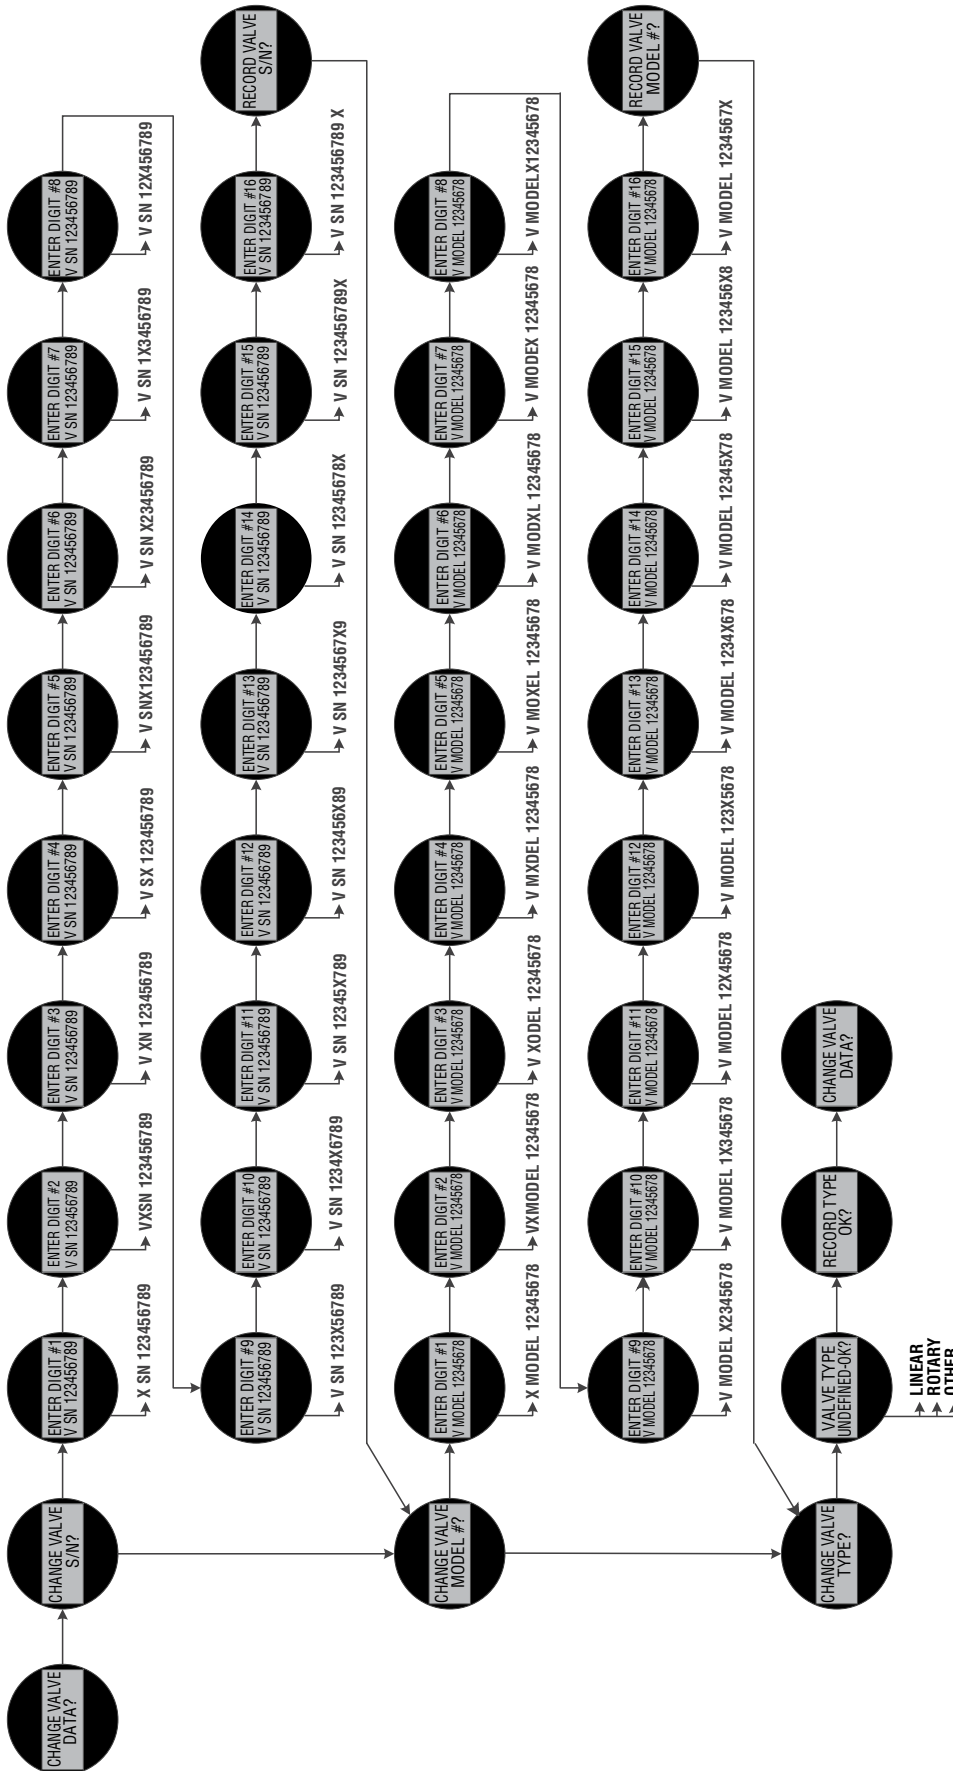 CHANGE VALVE
DATA?
CHANGE VALVE
S/N?
ENTER DIGIT #1
V SN 123456789
X SN 123456789
ENTER DIGIT #2
V SN 123456789
VXSN 123456789
ENTER DIGIT #3
V SN 123456789
V XN 123456789
ENTER DIGIT #4
V SN 123456789
V SX 123456789
ENTER DIGIT #5
V SN 123456789
V SNX123456789
ENTER DIGIT #6
V SN 123456789
V SN X23456789
ENTER DIGIT #7
V SN 123456789
V SN 1X3456789
ENTER DIGIT #8
V SN 123456789
V SN 12X456789
ENTER DIGIT #9
V SN 123456789
V SN 123X56789
ENTER DIGIT #10
V SN 123456789
V SN 1234X6789
ENTER DIGIT #11
V SN 123456789
V SN 12345X789
ENTER DIGIT #12
V SN 123456789
V SN 123456X89
ENTER DIGIT #13
V SN 123456789
V SN 1234567X9
ENTER DIGIT #14
V SN 123456789
V SN 12345678X
ENTER DIGIT #15
V SN 123456789
V SN 123456789X
ENTER DIGIT #16
V SN 123456789
V SN 123456789 X
RECORD VALVE
S/N?
CHANGE VALVE
MODEL #?
ENTER DIGIT #1
V MODEL 12345678
X MODEL 12345678
ENTER DIGIT #2
V MODEL 12345678
VXMODEL 12345678
ENTER DIGIT #3
V MODEL 12345678
V XODEL 12345678
ENTER DIGIT #4
V MODEL 12345678
V MXDEL 12345678
ENTER DIGIT #5
V MODEL 12345678
V MOXEL 12345678
ENTER DIGIT #6
V MODEL 12345678
V MODXL 12345678
ENTER DIGIT #7
V MODEL 12345678
V MODEX 12345678
ENTER DIGIT #8
V MODEL 12345678
V MODELX12345678
ENTER DIGIT #9
V MODEL 12345678
V MODEL X2345678
ENTER DIGIT #10
V MODEL 12345678
V MODEL 1X345678
ENTER DIGIT #11
V MODEL 12345678
V MODEL 12X45678
ENTER DIGIT #12
V MODEL 12345678
V MODEL 123X5678
ENTER DIGIT #13
V MODEL 12345678
V MODEL 1234X678
ENTER DIGIT #14
V MODEL 12345678
V MODEL 12345X78
ENTER DIGIT #15
V MODEL 12345678
V MODEL 123456X8
ENTER DIGIT #16
V MODEL 12345678
V MODEL 1234567X
RECORD VALVE
MODEL #?
CHANGE VALVE
TYPE?
VALVE TYPE
UNDEFINED-OK?
LINEAR
ROTARY
OTHER
RECORD TYPE
OK?
CHANGE VALVE
DATA?